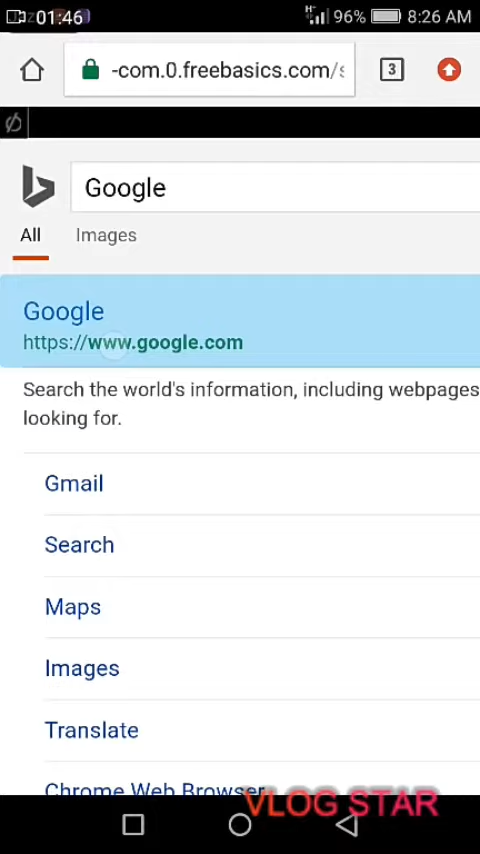 01:46
H+ 96% 8:26 AM
-com.0.freebasics.com/s
3
Google
All Images
Google
https://www.google.com
Search the world's information, including webpages
looking for.
Gmail
Search
Maps
Images
Translate
Chrome Web Browser
VLOG STAR